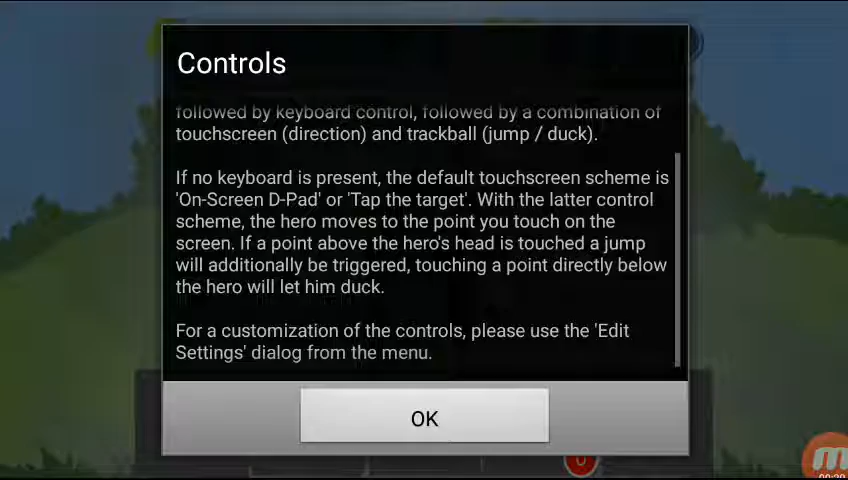 Controls
followed by keyboard control, followed by a combination of
touchscreen (direction) and trackball (jump / duck).
If no keyboard is present, the default touchscreen scheme is
'On-Screen D-Pad' or 'Tap the target'. With the latter control
scheme, the hero moves to the point you touch on the
screen. If a point above the hero's head is touched a jump
will additionally be triggered, touching a point directly below
the hero will let him duck.
For a customization of the controls, please use the 'Edit
Settings' dialog from the menu.
OK